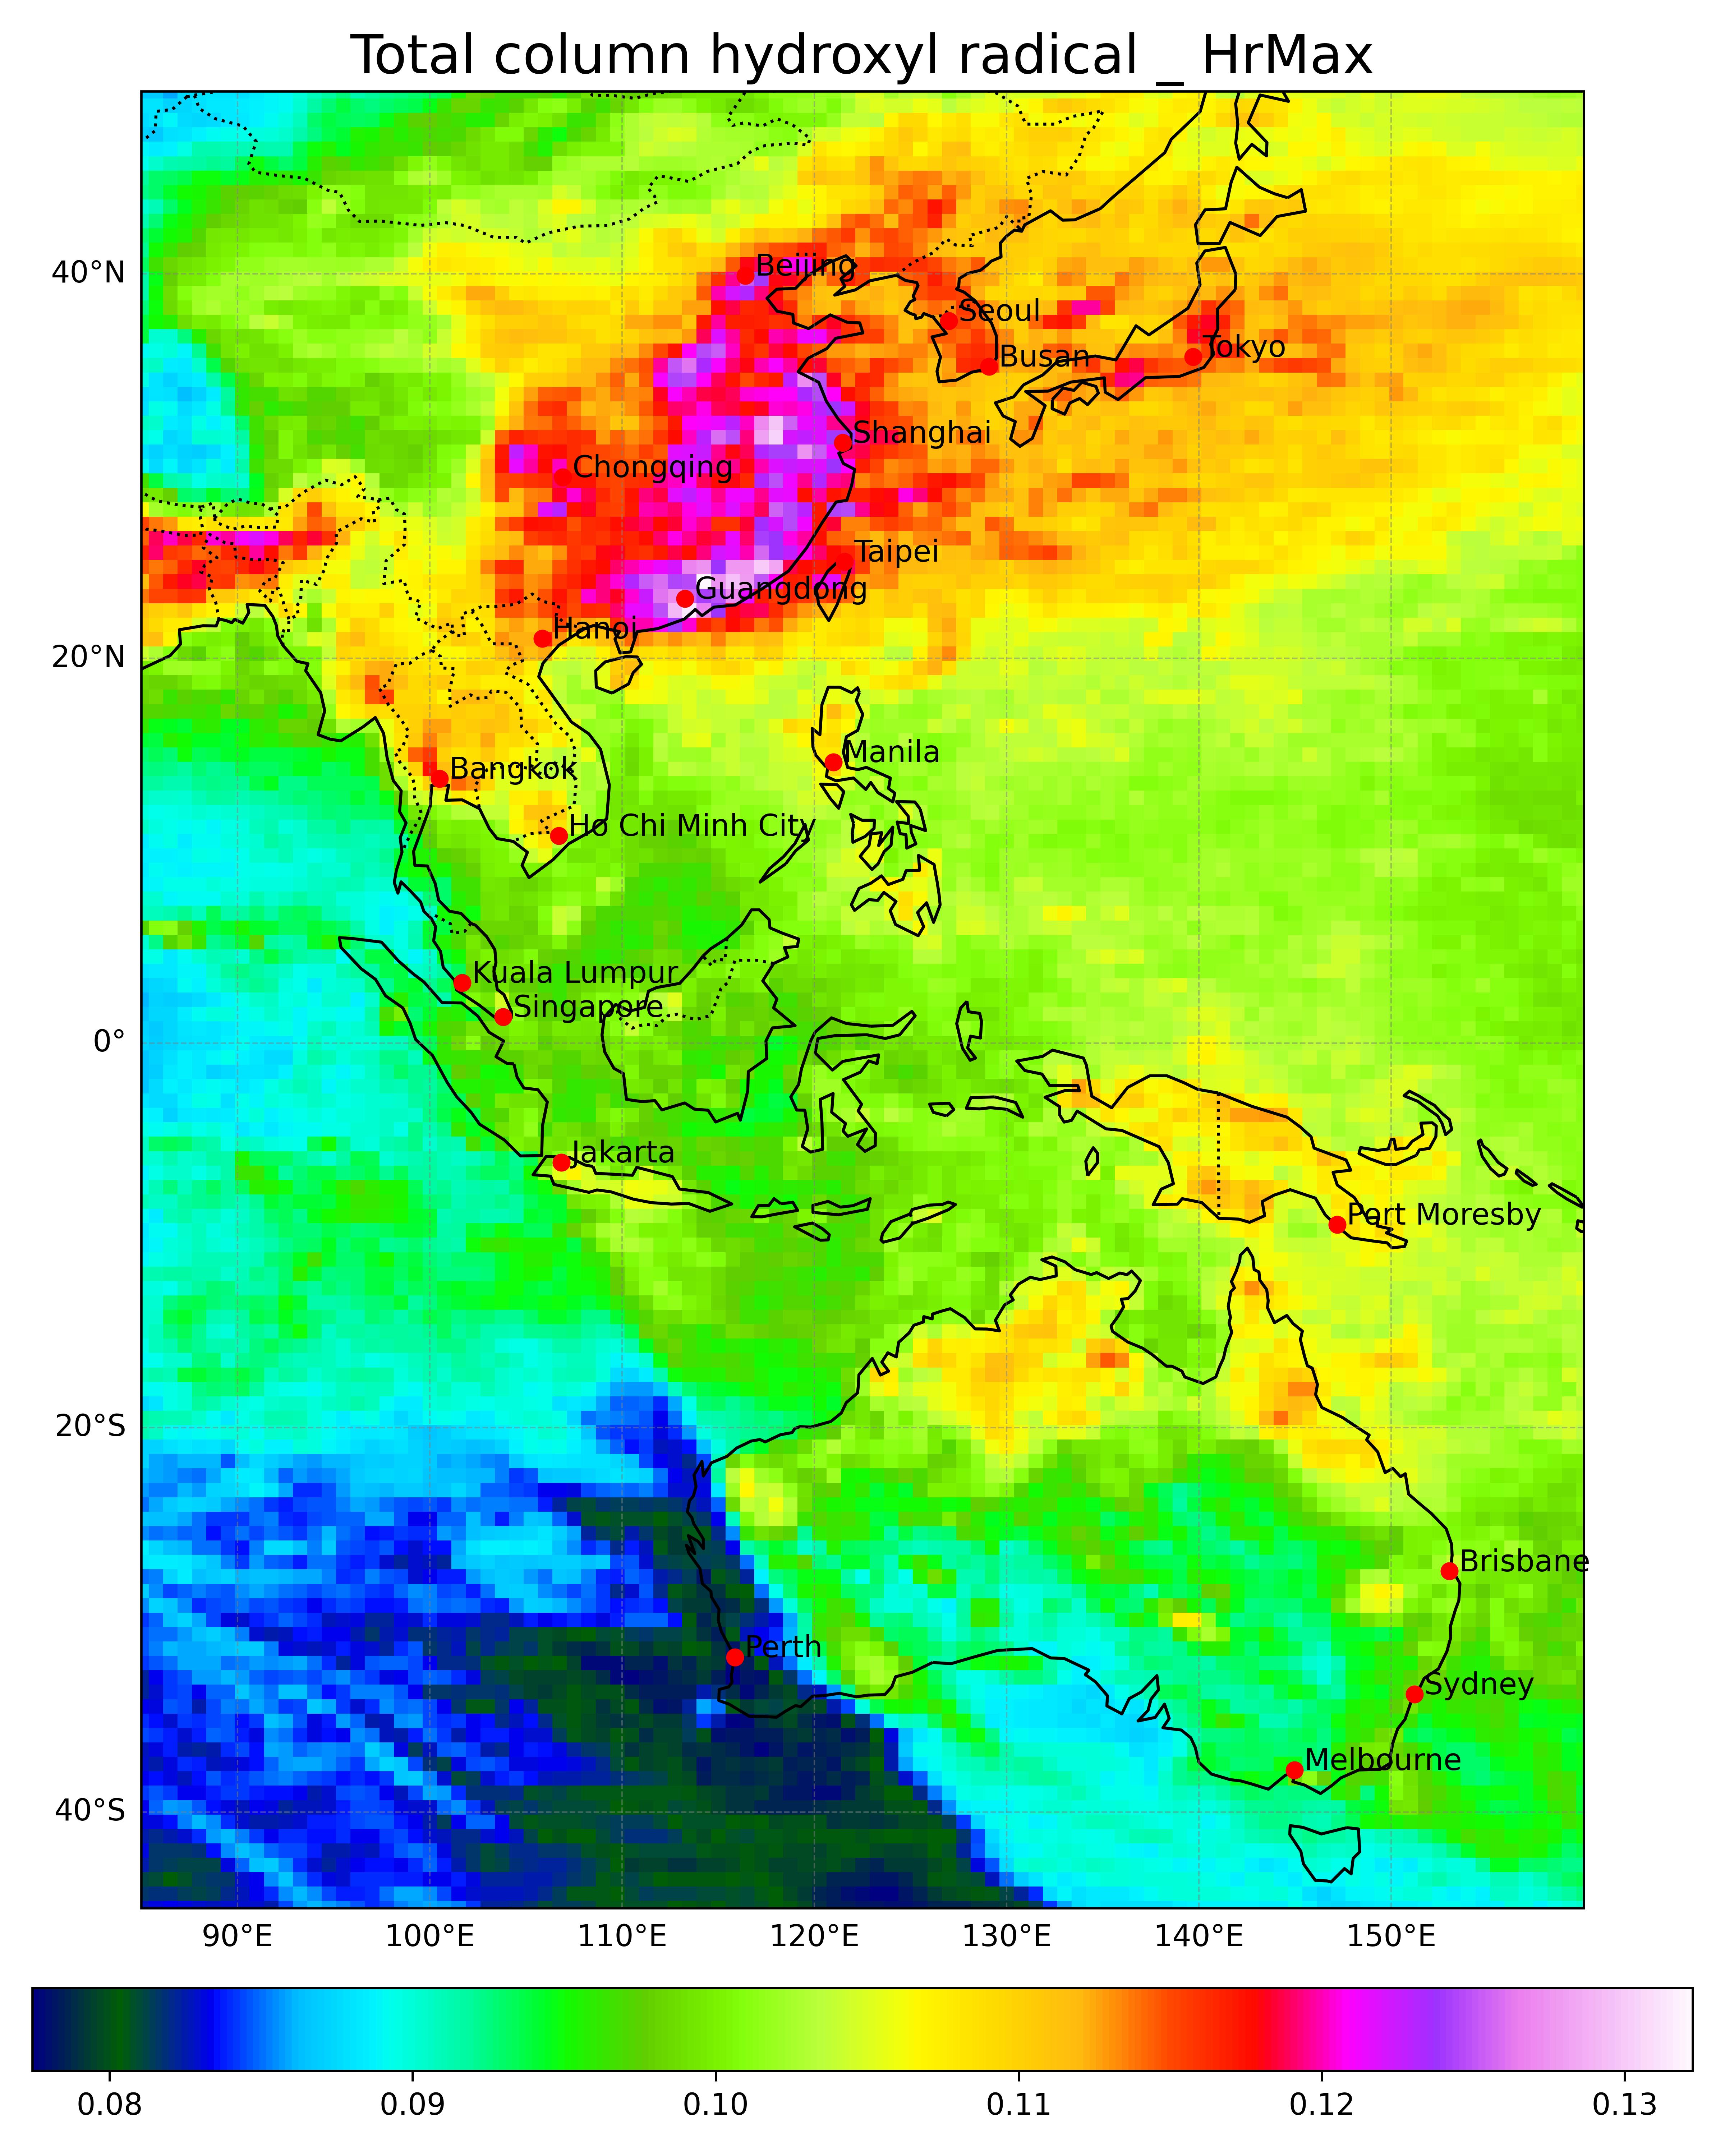 Total column hydroxyl radical _ HrMax
40°N
20°N
0°
20°S
40°S
Beijing
Seoul
Busan
Tokyo
Shanghai
Chongqing
Taipei
Guangdong
Hanoi
Manila
Bangkok
Ho Chi Minh City
Kuala Lumpur
Singapore
Jakarta
Port Moresby
Brisbane
Perth
Sydney
Melbourne
90°E 100°E 110°E 120°E 130°E 140°E 150°E
0.08 0.09 0.10 0.11 0.12 0.13